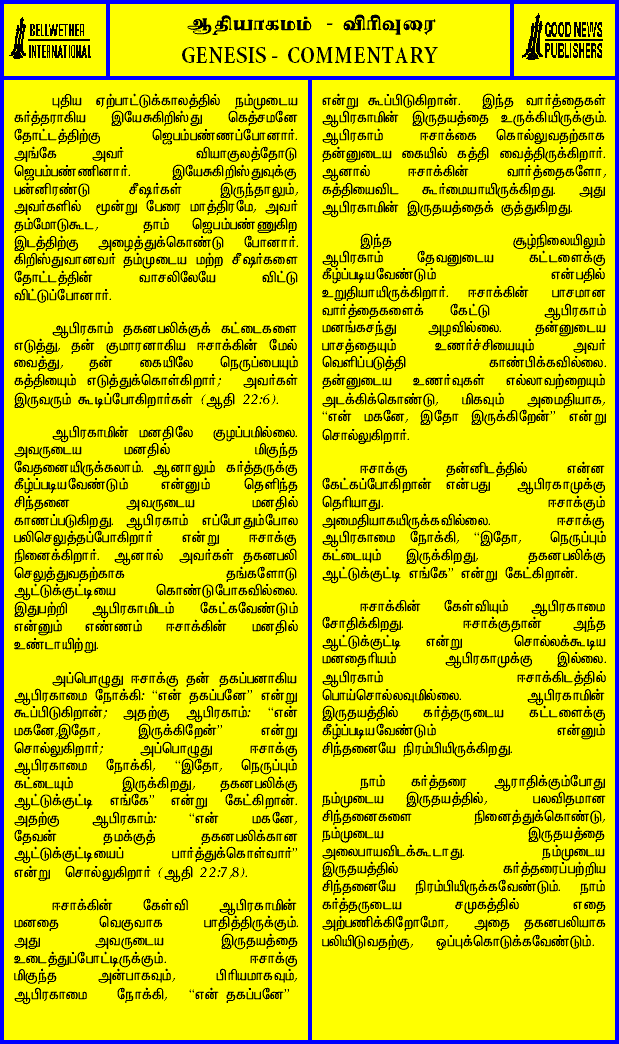 BELLWETHER
INTERNATIONAL
ஆதியாகமம் - விரிவுரை
GENESIS - COMMENTARY
GOOD NEWS
PUBLISHERS
புதிய ஏற்பாட்டுக்காலத்தில் நம்முடைய
கர்த்தராகிய இயேசுகிறிஸ்து கெத்சமனே
தோட்டத்திற்கு ஜெபம்பண்ணப்போனார்.
அங்கே அவர் வியாகுலத்தோடு
ஜெபம்பண்ணினார். இயேசுகிறிஸ்துவுக்கு
பன்னிரண்டு சீஷர்கள் இருந்தாலும்,
அவர்களில் மூன்று பேரை மாத்திரமே, அவர்
தம்மோடுகூட, தாம் ஜெபம்பண்ணுகிற
இடத்திற்கு அழைத்துக்கொண்டு போனார்.
கிறிஸ்துவானவர் தம்முடைய மற்ற சீஷர்களை
தோட்டத்தின் வாசலிலேயே விட்டு
விட்டுப்போனார்.
ஆபிரகாம் தகனபலிக்குக் கட்டைகளை
எடுத்து, தன் குமாரனாகிய ஈசாக்கின் மேல்
வைத்து, தன் கையிலே நெருப்பையும்
கத்தியையும் எடுத்துக்கொள்கிறார்; அவர்கள்
இருவரும் கூடிப்போகிறார்கள் (ஆதி 22:6).
ஆபிரகாமின் மனதிலே குழப்பமில்லை.
அவருடைய மனதில் மிகுந்த
வேதனையிருக்கலாம். ஆனாலும் கர்த்தருக்கு
கீழ்ப்படியவேண்டும் என்னும் தெளிந்த
சிந்தனை அவருடைய மனதில்
காணப்படுகிறது. ஆபிரகாம் எப்போதும்போல
பலிசெலுத்தப்போகிறார் என்று ஈசாக்கு
நினைக்கிறார். ஆனால் அவர்கள் தகனபலி
செலுத்துவதற்காக தங்களோடு
ஆட்டுக்குட்டியை கொண்டுபோகவில்லை.
இதுபற்றி ஆபிரகாமிடம் கேட்கவேண்டும்
என்னும் எண்ணம் ஈசாக்கின் மனதில்
உண்டாயிற்று.
அப்பொழுது ஈசாக்கு தன் தகப்பனாகிய
ஆபிரகாமை நோக்கி: “என் தகப்பனே” என்று
கூப்பிடுகிறான்; அதற்கு ஆபிரகாம்: “என்
மகனே,இதோ, இருக்கிறேன்” என்று
சொல்லுகிறார்; அப்பொழுது ஈசாக்கு
ஆபிரகாமை நோக்கி, “இதோ, நெருப்பும்
கட்டையும் இருக்கிறது, தகனபலிக்கு
ஆட்டுக்குட்டி எங்கே” என்று கேட்கிறான்.
அதற்கு ஆபிரகாம்: “என் மகனே,
தேவன் தமக்குத் தகனபலிக்கான
ஆட்டுக்குட்டியைப் பார்த்துக்கொள்வார்”
என்று சொல்லுகிறார் (ஆதி 22:7,8).
ஈசாக்கின் கேள்வி ஆபிரகாமின்
மனதை வெகுவாக பாதித்திருக்கும்.
அது அவருடைய இருதயத்தை
உடைத்துப்போட்டிருக்கும். ஈசாக்கு
மிகுந்த அன்பாகவும், பிரியமாகவும்,
ஆபிரகாமை நோக்கி, “என் தகப்பனே”
என்று கூப்பிடுகிறான். இந்த வார்த்தைகள்
ஆபிரகாமின் இருதயத்தை உருக்கியிருக்கும்.
ஆபிரகாம் ஈசாக்கை கொல்லுவதற்காக
தன்னுடைய கையில் கத்தி வைத்திருக்கிறார்.
ஆனால் ஈசாக்கின் வார்த்தைகளோ,
கத்தியைவிட கூர்மையாயிருக்கிறது. அது
ஆபிரகாமின் இருதயத்தைக் குத்துகிறது.
இந்த சூழ்நிலையிலும்
ஆபிரகாம் தேவனுடைய கட்டளைக்கு
கீழ்ப்படியவேண்டும் என்பதில்
உறுதியாயிருக்கிறார். ஈசாக்கின் பாசமான
வார்த்தைகளைக் கேட்டு ஆபிரகாம்
மனங்கசந்து அழவில்லை. தன்னுடைய
பாசத்தையும் உணர்ச்சியையும் அவர்
வெளிப்படுத்தி காண்பிக்கவில்லை.
தன்னுடைய உணர்வுகள் எல்லாவற்றையும்
அடக்கிக்கொண்டு, மிகவும் அமைதியாக,
“என் மகனே, இதோ இருக்கிறேன்” என்று
சொல்லுகிறார்.
ஈசாக்கு தன்னிடத்தில் என்ன
கேட்கப்போகிறான் என்பது ஆபிரகாமுக்கு
தெரியாது. ஈசாக்கும்
அமைதியாகயிருக்கவில்லை. ஈசாக்கு
ஆபிரகாமை நோக்கி, “இதோ, நெருப்பும்
கட்டையும் இருக்கிறது, தகனபலிக்கு
ஆட்டுக்குட்டி எங்கே” என்று கேட்கிறான்.
ஈசாக்கின் கேள்வியும் ஆபிரகாமை
சோதிக்கிறது. ஈசாக்குதான் அந்த
ஆட்டுக்குட்டி என்று சொல்லக்கூடிய
மனதைரியம் ஆபிரகாமுக்கு இல்லை.
ஆபிரகாம் ஈசாக்கிடத்தில்
பொய்சொல்லவுமில்லை. ஆபிரகாமின்
இருதயத்தில் கர்த்தருடைய கட்டளைக்கு
கீழ்ப்படியவேண்டும் என்னும்
சிந்தனையே நிரம்பியிருக்கிறது.
நாம் கர்த்தரை ஆராதிக்கும்போது
நம்முடைய இருதயத்தில், பலவிதமான
சிந்தனைகளை நினைத்துக்கொண்டு,
நம்முடைய இருதயத்தை
அலைபாயவிடக்கூடாது. நம்முடைய
இருதயத்தில் கர்த்தரைப்பற்றிய
சிந்தனையே நிரம்பியிருக்கவேண்டும். நாம்
கர்த்தருடைய சமுகத்தில் எதை
அற்பணிக்கிறோமோ, அதை தகனபலியாக
பலியிடுவதற்கு, ஒப்புக்கொடுக்கவேண்டும்.